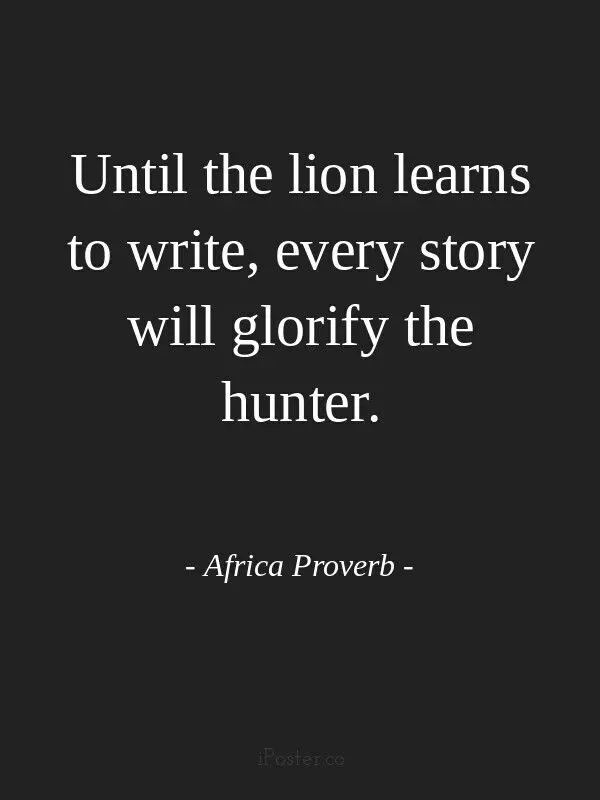 Until the lion learns
to write, every story
will glorify the
hunter.
- Africa Proverb -
iPoster.co